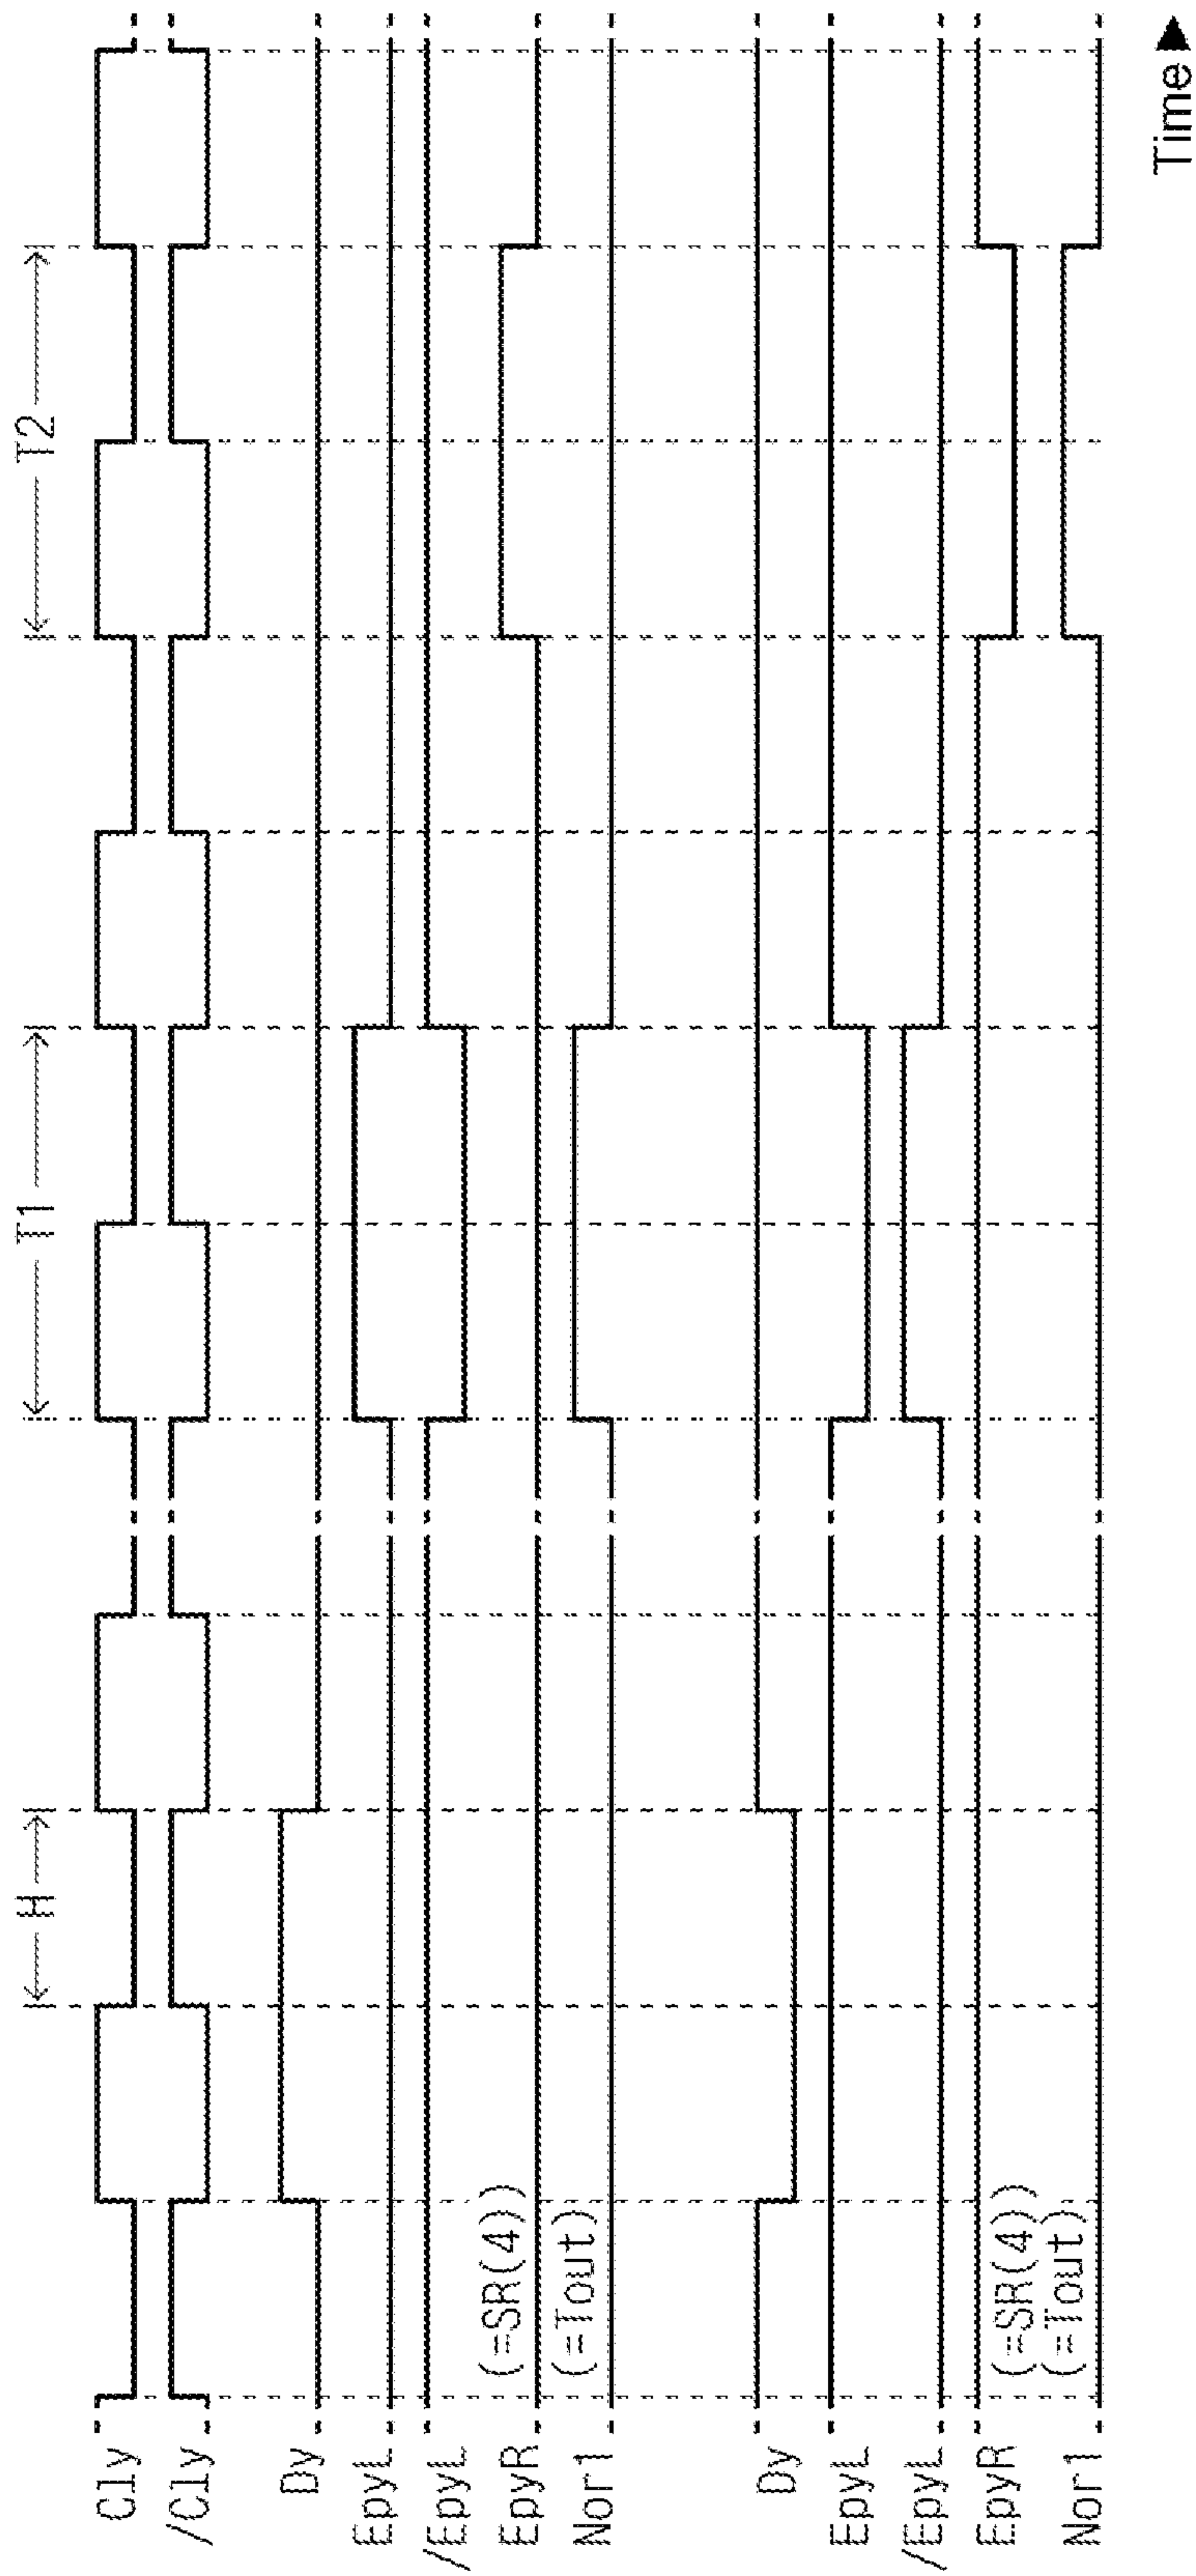 H
T1
T2
Cly
/Cly
Dy
EpyL
/EpyL
EpyR
(=SR(4))
Nor1
(=Tout)
Dy
EpyL
/EpyL
EpyR
(=SR(4))
Nor1
(=Tout)
Time